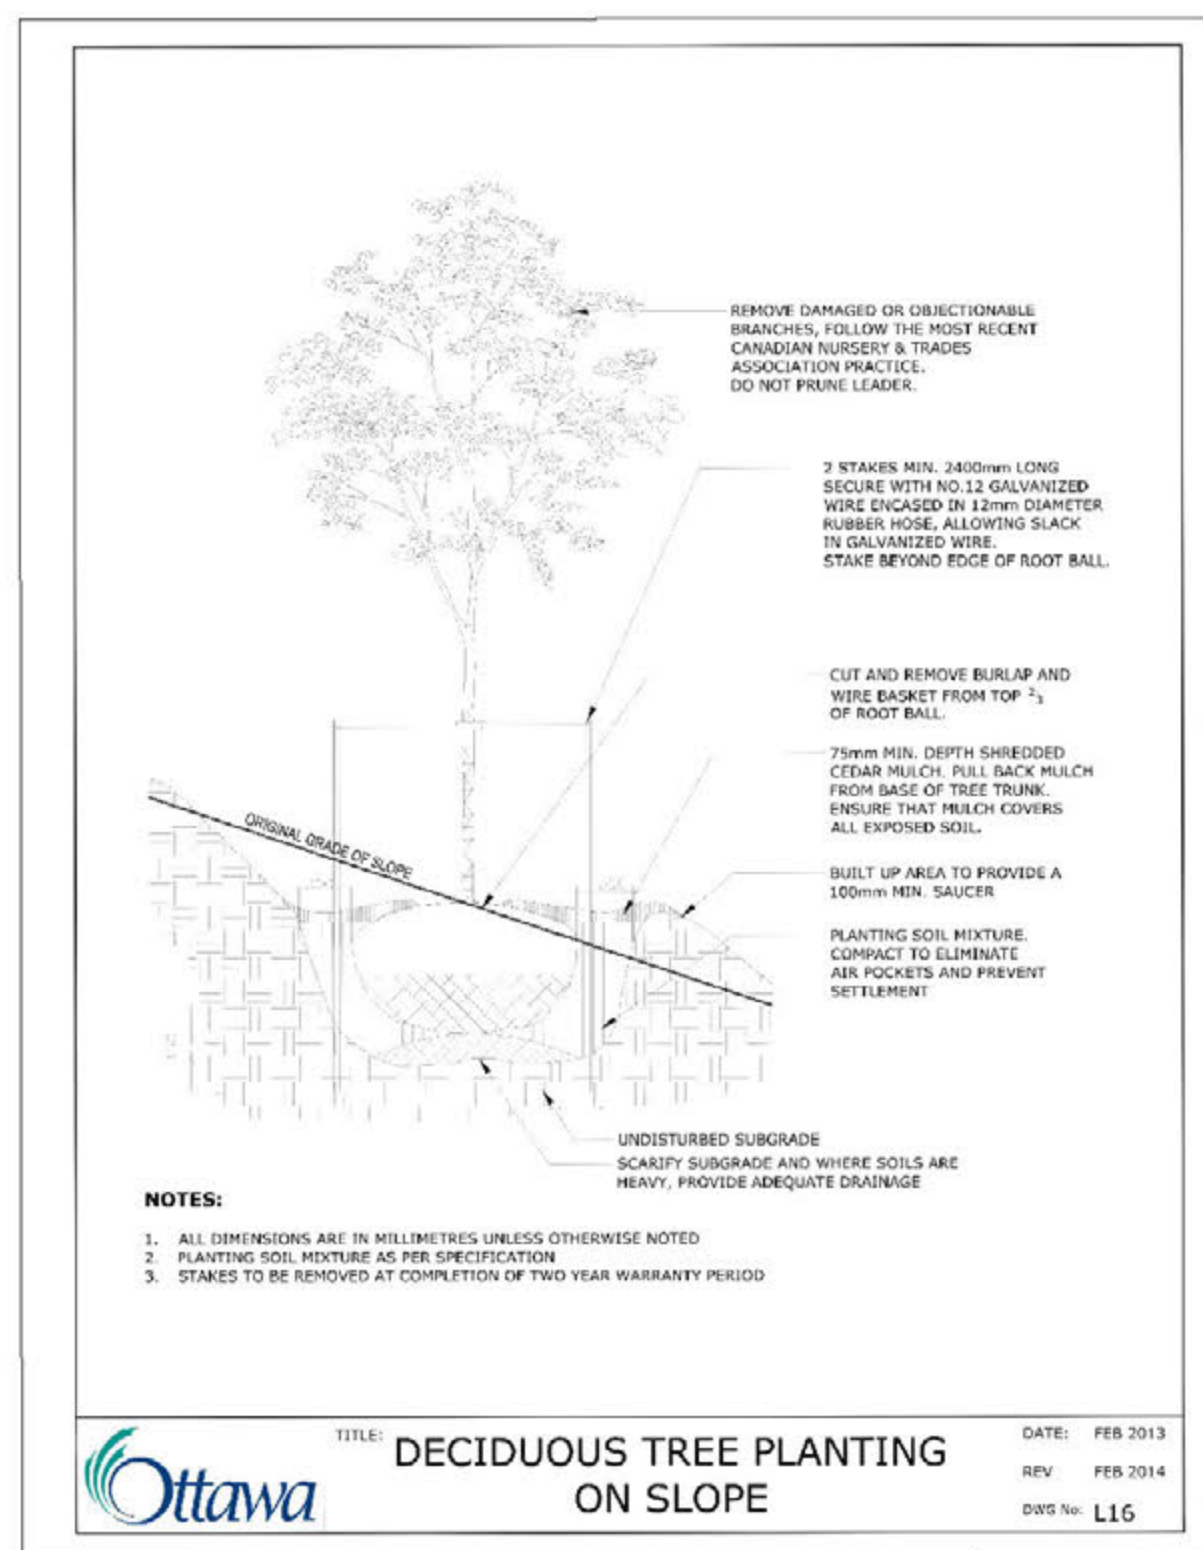 REMOVE DAMAGED OR OBJECTIONABLE
BRANCHES, FOLLOW THE MOST RECENT
CANADIAN NURSERY & TRADES
ASSOCIATION PRACTICE.
DO NOT PRUNE LEADER.
2 STAKES MIN. 2400mm LONG
SECURE WITH NO.12 GALVANIZED
WIRE ENCASED IN 12mm DIAMETER
RUBBER HOSE, ALLOWING SLACK
IN GALVANIZED WIRE.
STAKE BEYOND EDGE OF ROOT BALL.
CUT AND REMOVE BURLAP AND
WIRE BASKET FROM TOP 2/3
OF ROOT BALL.
75mm MIN. DEPTH SHREDDED
CEDAR MULCH. PULL BACK MULCH
FROM BASE OF TREE TRUNK.
ENSURE THAT MULCH COVERS
ALL EXPOSED SOIL.
ORIGINAL GRADE OF SLOPE
BUILT UP AREA TO PROVIDE A
100mm MIN. SAUCER
PLANTING SOIL MIXTURE.
COMPACT TO ELIMINATE
AIR POCKETS AND PREVENT
SETTLEMENT
UNDISTURBED SUBGRADE
SCARIFY SUBGRADE AND WHERE SOILS ARE
HEAVY, PROVIDE ADEQUATE DRAINAGE
NOTES:
1. ALL DIMENSIONS ARE IN MILLIMETRES UNLESS OTHERWISE NOTED
2. PLANTING SOIL MIXTURE AS PER SPECIFICATION
3. STAKES TO BE REMOVED AT COMPLETION OF TWO YEAR WARRANTY PERIOD
Ottawa
TITLE:
DECIDUOUS TREE PLANTING
ON SLOPE
DATE: FEB 2013
REV FEB 2014
DWG No: L16